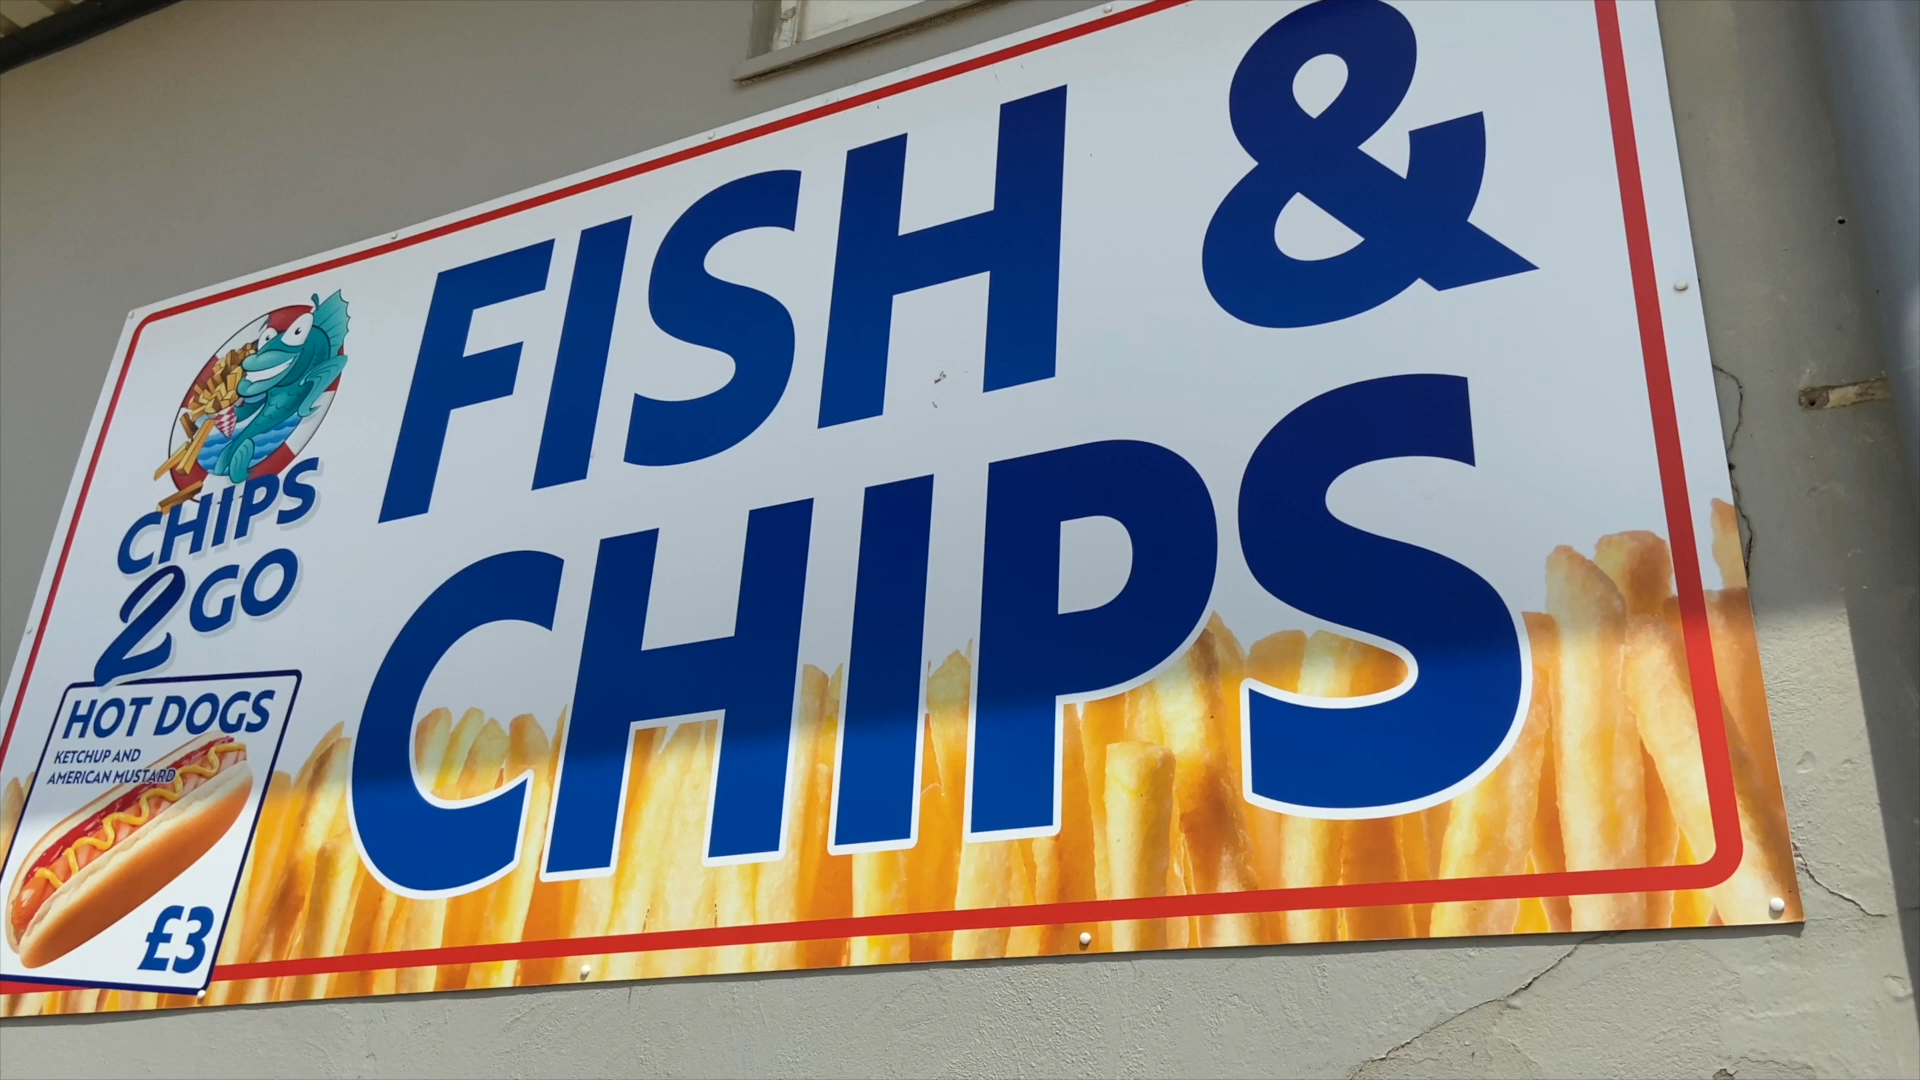 FISH &
CHIPS
CHIPS
2 GO
HOT DOGS
KETCHUP AND
AMERICAN MUSTARD
£3